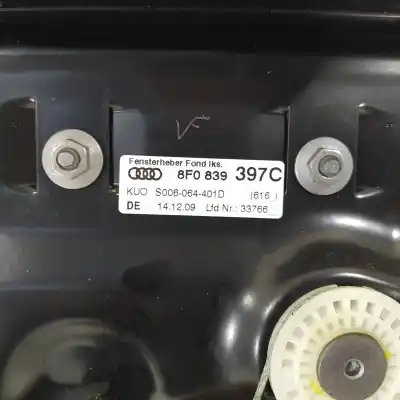 VF
Fensterheber Fond lks.
8F0 839 397C
KUO S006-064-401D (616 )
DE 14.12.09 Lfd Nr.: 33766